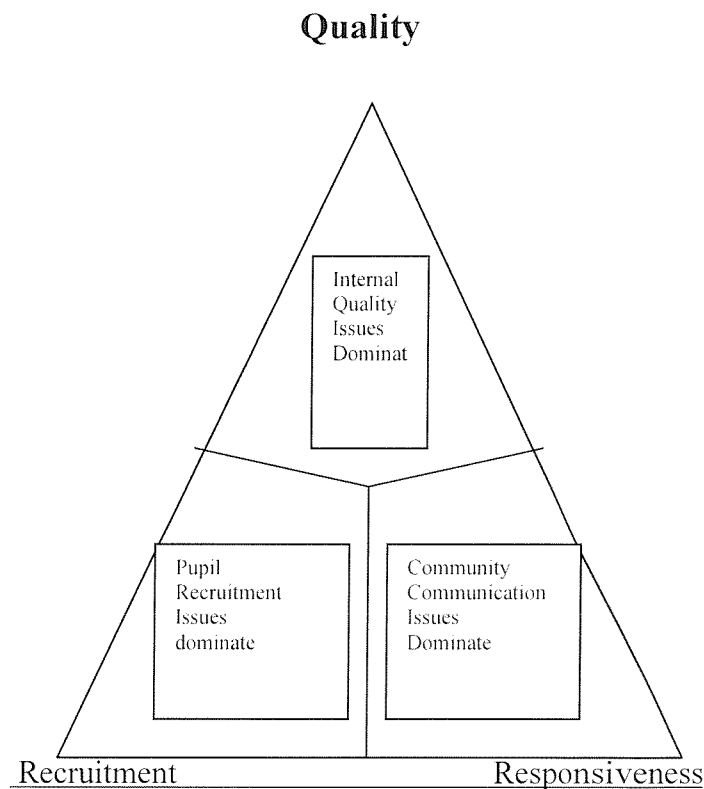 Quality
Internal
Quality
Issues
Dominat
Pupil
Recruitment
Issues
dominate
Community
Communication
Issues
Dominate
Recruitment
Responsiveness